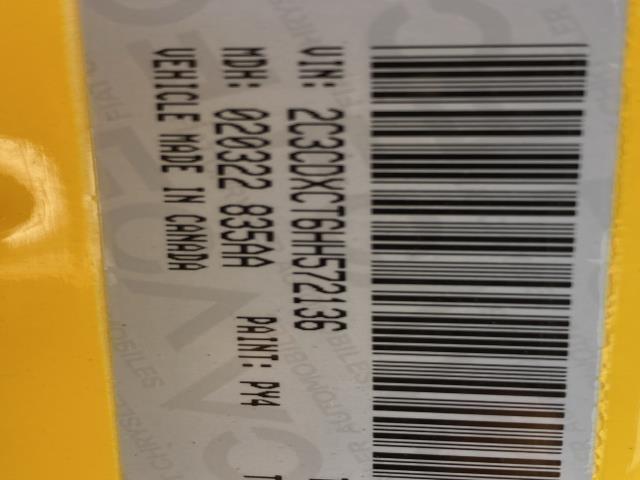 VIN: 2C3CDXCT6HH572136
MDH: 020322 835AA PAINT: PY4
VEHICLE MADE IN CANADA